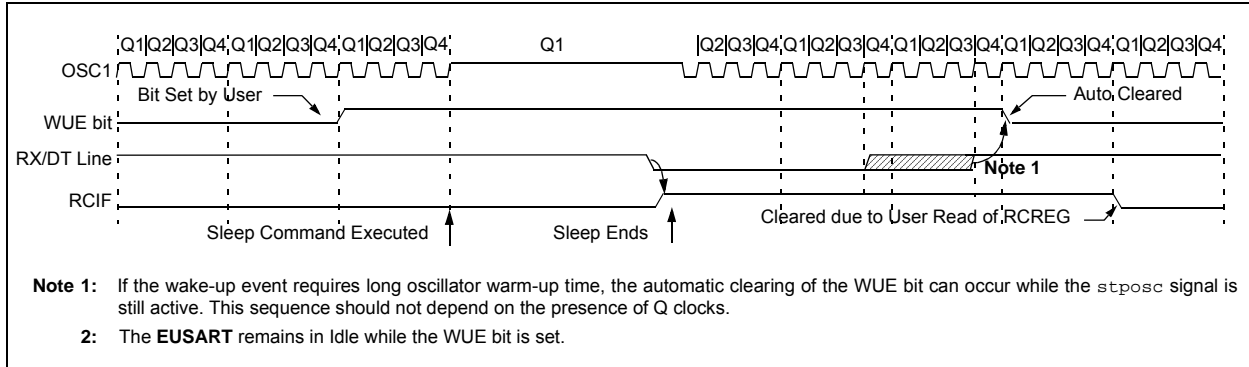 Q1|Q2|Q3|Q4|Q1|Q2|Q3|Q4|Q1|Q2|Q3|Q4 Q1 |Q2|Q3|Q4|Q1|Q2|Q3|Q4|Q1|Q2|Q3|Q4|Q1|Q2|Q3|Q4|Q1|Q2|Q3|Q4
OSC1
Bit Set by User Auto Cleared
WUE bit
RX/DT Line
Note 1
RCIF
Cleared due to User Read of RCREG
Sleep Command Executed Sleep Ends
Note 1: If the wake-up event requires long oscillator warm-up time, the automatic clearing of the WUE bit can occur while the stposc signal is
still active. This sequence should not depend on the presence of Q clocks.
2: The EUSART remains in Idle while the WUE bit is set.